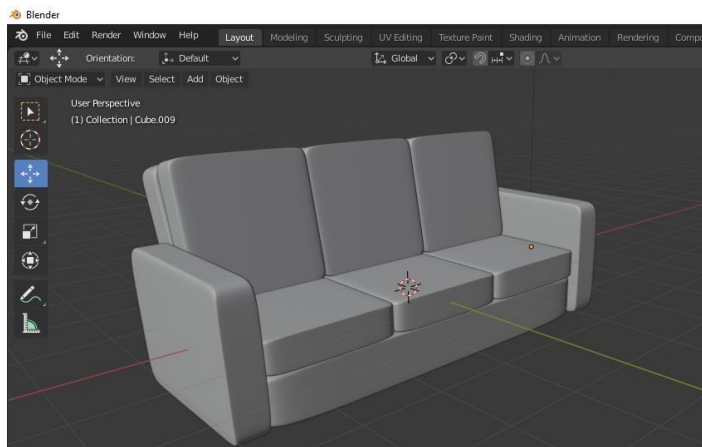 Blender
File Edit Render Window Help Layout Modeling Sculpting UV Editing Texture Paint Shading Animation Rendering
Orientation: Default Global
Object Mode View Select Add Object
User Perspective
(1) Collection | Cube.009